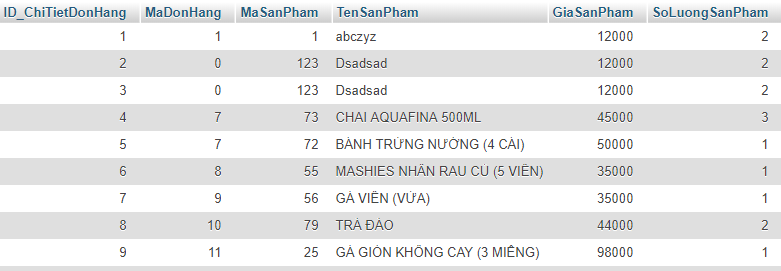 ID_ChiTietDonHang MaDonHang MaSanPham TenSanPham GiaSanPham SoLuongSanPham
1 1 1 abczyz 12000 2
2 0 123 Dsadsad 12000 2
3 0 123 Dsadsad 12000 2
4 7 73 CHAI AQUAFINA 500ML 45000 3
5 7 72 BÁNH TRỨNG NƯỚNG (4 CÁI) 50000 1
6 8 55 MASHIES NHÂN RAU CỦ (5 VIÊN) 35000 1
7 9 56 GÀ VIÊN (VỪA) 35000 1
8 10 79 TRÀ ĐÀO 44000 2
9 11 25 GÀ GIÒN KHÔNG CAY (3 MIẾNG) 98000 1